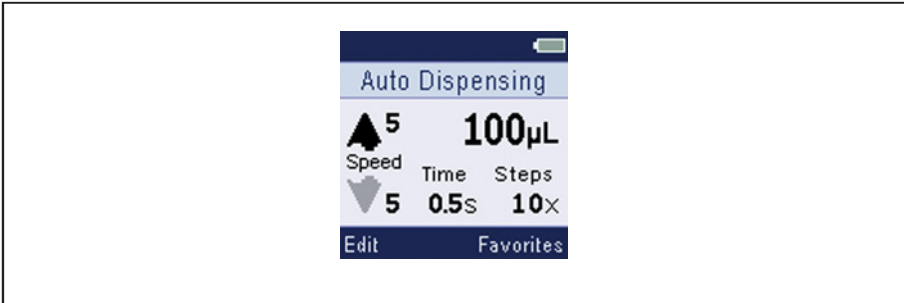 Auto Dispensing
5 100µL
Speed Time Steps
5 0.5s 10×
Edit Favorites